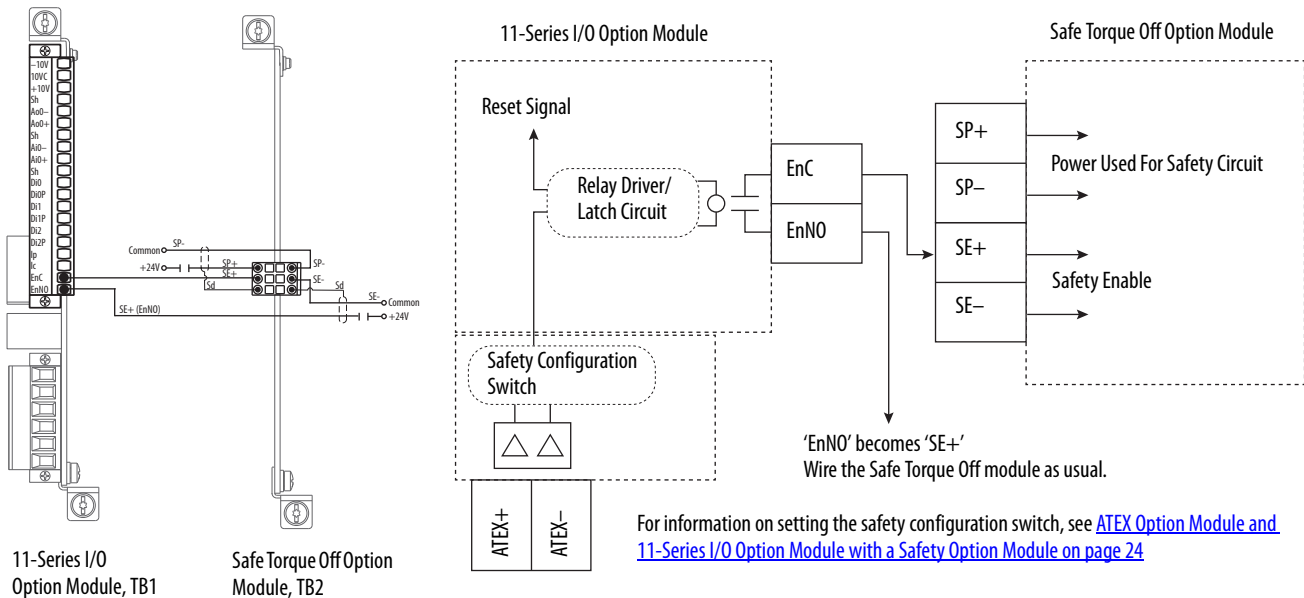 −10V
10VC
+10V
Sh
Ao0−
Ao0+
Sh
Ai0−
Ai0+
Sh
Di0
Di0P
Di1
Di1P
Di2
Di2P
Ip
Ic
EnC
EnNO
SP-
Common
+24V
SP+
SE+
Sd
SP-
SE-
Sd
SE-
Common
+24V
SE+ (EnNO)
11-Series I/O
Option Module, TB1
Safe Torque Off Option
Module, TB2
11-Series I/O Option Module
Reset Signal
Relay Driver/
Latch Circuit
EnC
EnNO
Safety Configuration
Switch
ATEX+
ATEX−
Safe Torque Off Option Module
SP+
SP−
SE+
SE−
Power Used For Safety Circuit
Safety Enable
'EnNO' becomes 'SE+'
Wire the Safe Torque Off module as usual.
For information on setting the safety configuration switch, see ATEX Option Module and
11-Series I/O Option Module with a Safety Option Module on page 24